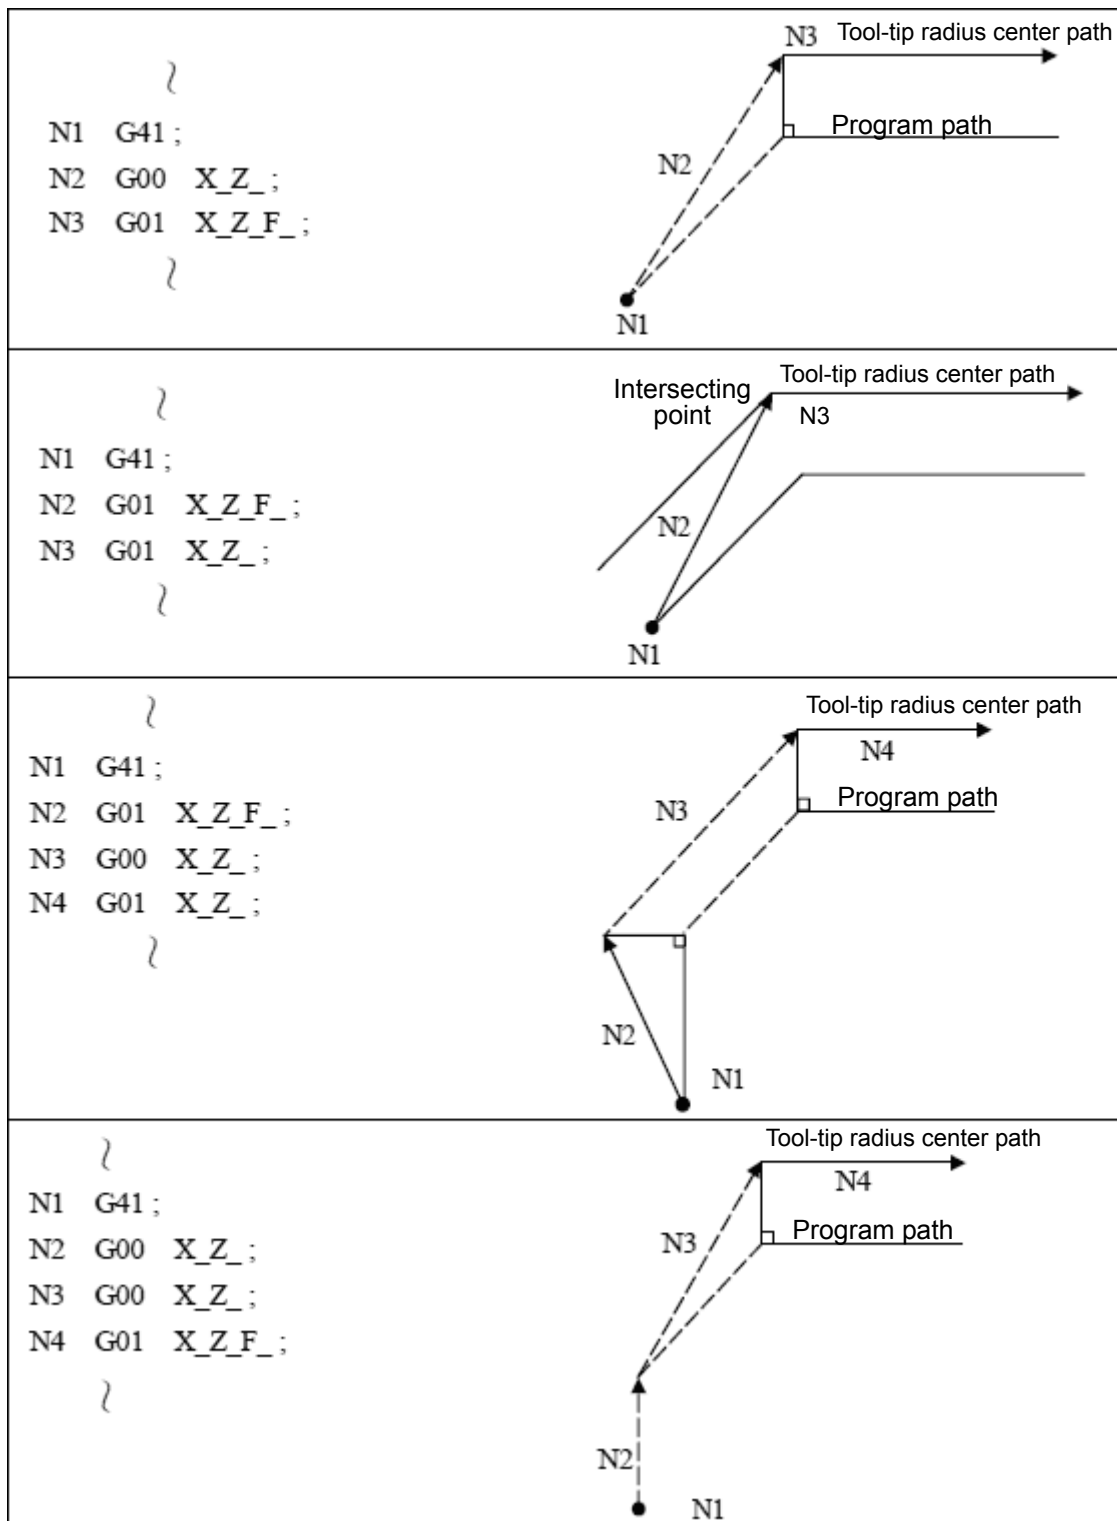 N1 G41 ;
N2 G00 X_Z_ ;
N3 G01 X_Z_F_ ;
N3 Tool-tip radius center path
Program path
N2
N1
N1 G41 ;
N2 G01 X_Z_F_ ;
N3 G01 X_Z_ ;
Tool-tip radius center path
Intersecting
point
N3
N2
N1
N1 G41 ;
N2 G01 X_Z_F_ ;
N3 G00 X_Z_ ;
N4 G01 X_Z_ ;
Tool-tip radius center path
N4
N3
Program path
N2
N1
N1 G41 ;
N2 G00 X_Z_ ;
N3 G00 X_Z_ ;
N4 G01 X_Z_F_ ;
Tool-tip radius center path
N4
N3
Program path
N2
N1